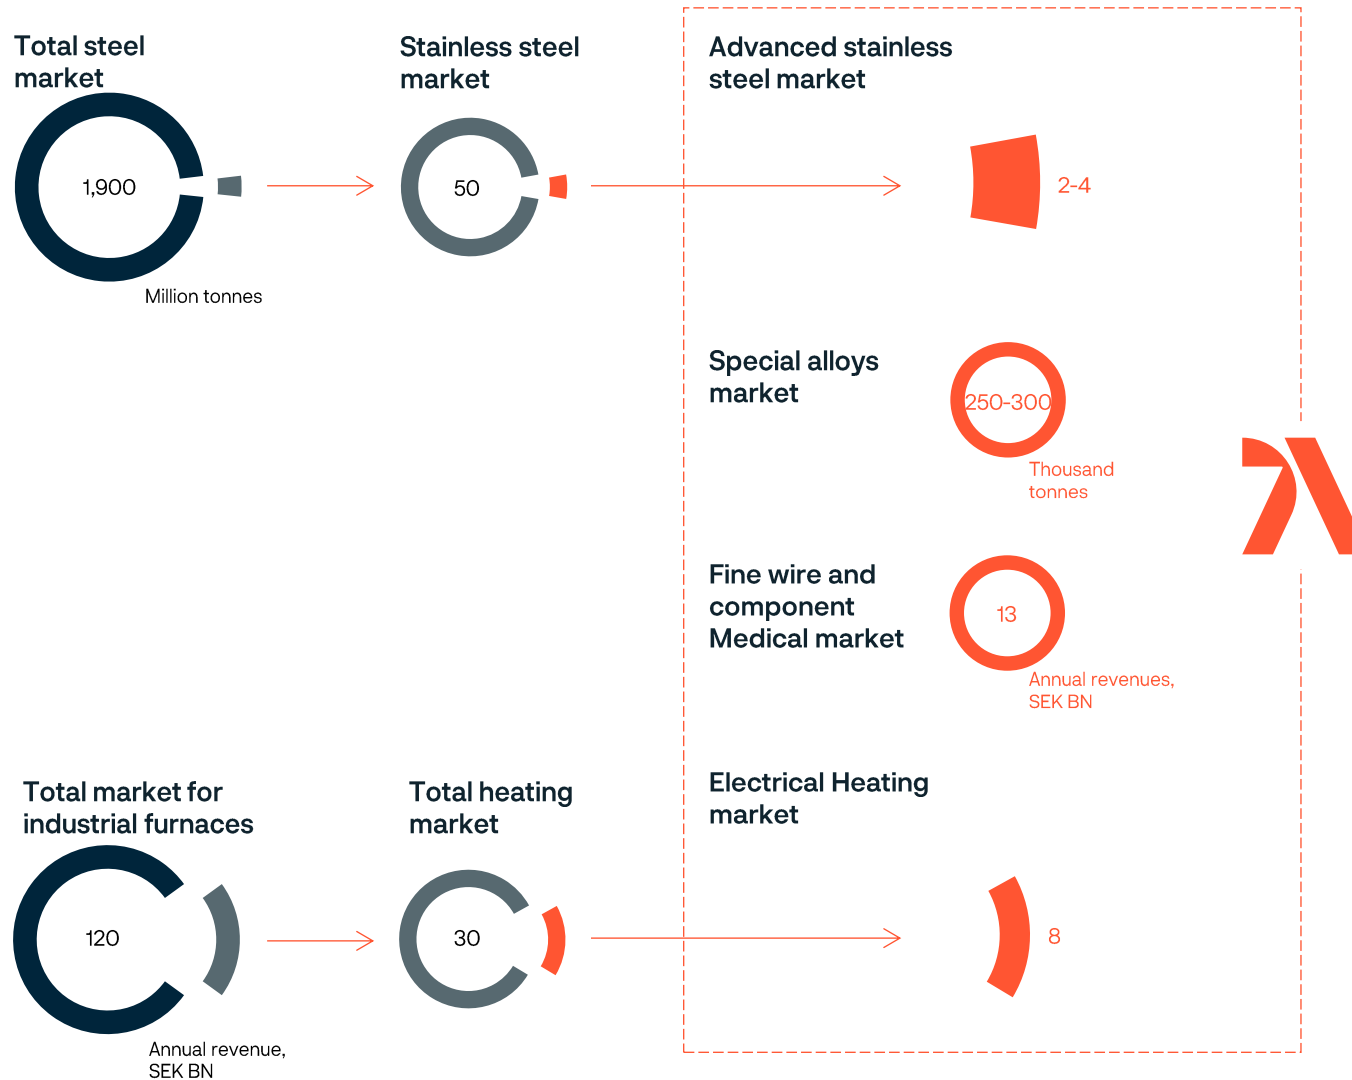 Total steel
market
1,900
Million tonnes
Stainless steel
market
50
Advanced stainless
steel market
2-4
Special alloys
market
250-300
Thousand
tonnes
Fine wire and
component
Medical market
13
Annual revenues,
SEK BN
Total market for
industrial furnaces
120
Annual revenue,
SEK BN
Total heating
market
30
Electrical Heating
market
8